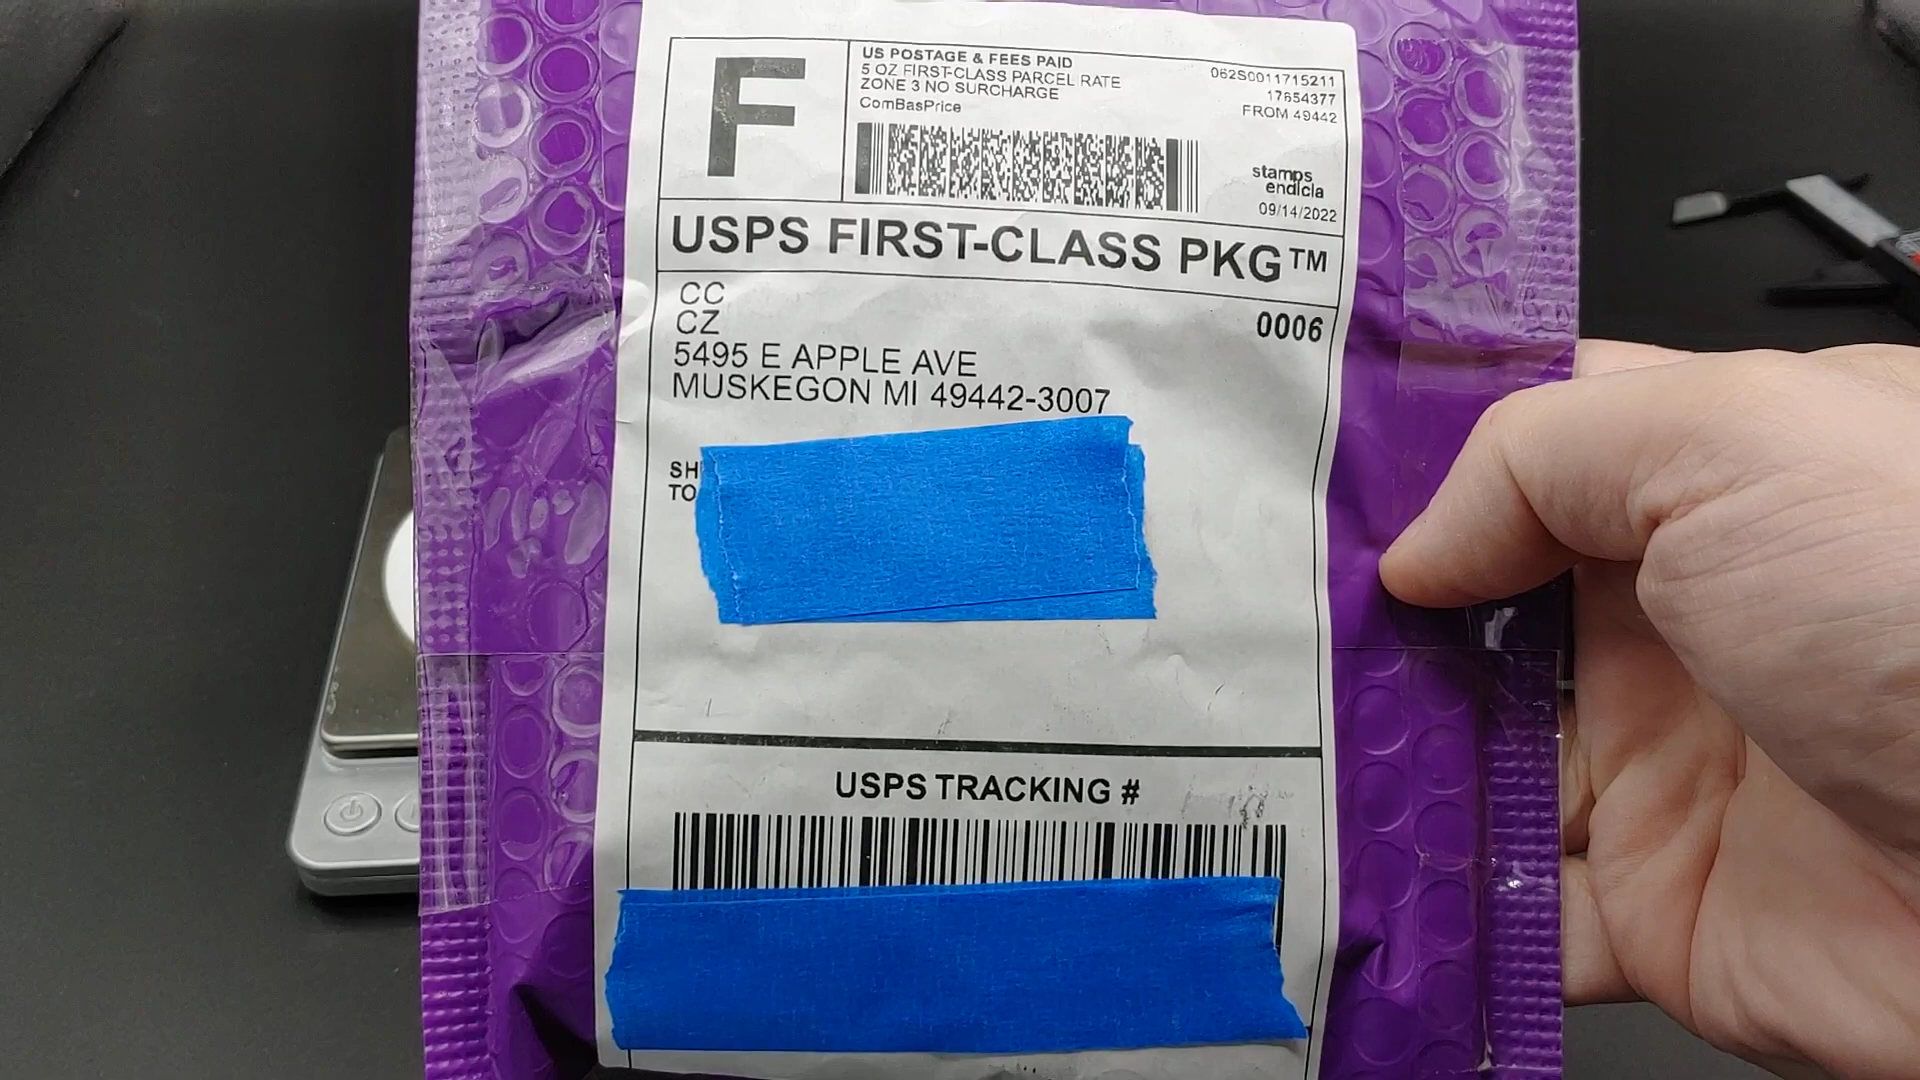 F
US POSTAGE & FEES PAID
5 OZ FIRST-CLASS PARCEL RATE
ZONE 3 NO SURCHARGE
ComBasPrice
062S0011715211
17654377
FROM 49442
stamps
endicia
09/14/2022
USPS FIRST-CLASS PKG™
CC
CZ
5495 E APPLE AVE
MUSKEGON MI 49442-3007
0006
SH
TO
USPS TRACKING #